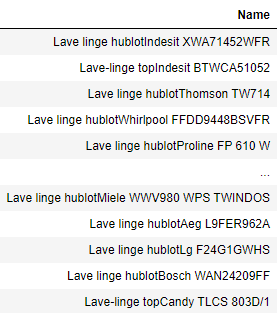 Name
Lave linge hublotIndesit XWA71452WFR
Lave-linge topIndesit BTWCA51052
Lave linge hublotThomson TW714
Lave linge hublotWhirlpool FFDD9448BSVFR
Lave linge hublotProline FP 610 W
...
Lave linge hublotMiele WWV980 WPS TWINDOS
Lave linge hublotAeg L9FER962A
Lave linge hublotLg F24G1GWHS
Lave linge hublotBosch WAN24209FF
Lave-linge topCandy TLCS 803D/1